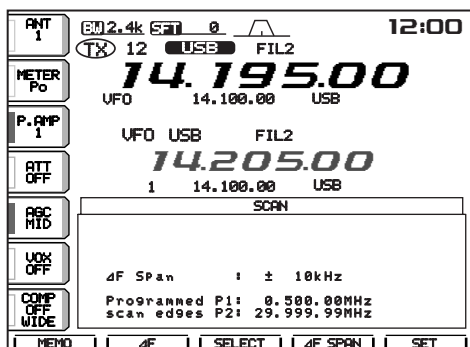 ANT
1
BW 2.4k SFT 0
12:00
TX 12 USB FIL2
METER
Po
14.195.00
VFO 14.100.00 USB
P.AMP
1
VFO USB FIL2
14.205.00
ATT
OFF
1 14.100.00 USB
AGC
MID
SCAN
VOX
OFF
⊿F Span : ± 10kHz
COMP
OFF
WIDE
Programmed P1: 0.500.00MHz
scan edges P2: 29.999.99MHz
MEMO ⊿F SELECT ⊿F SPAN SET